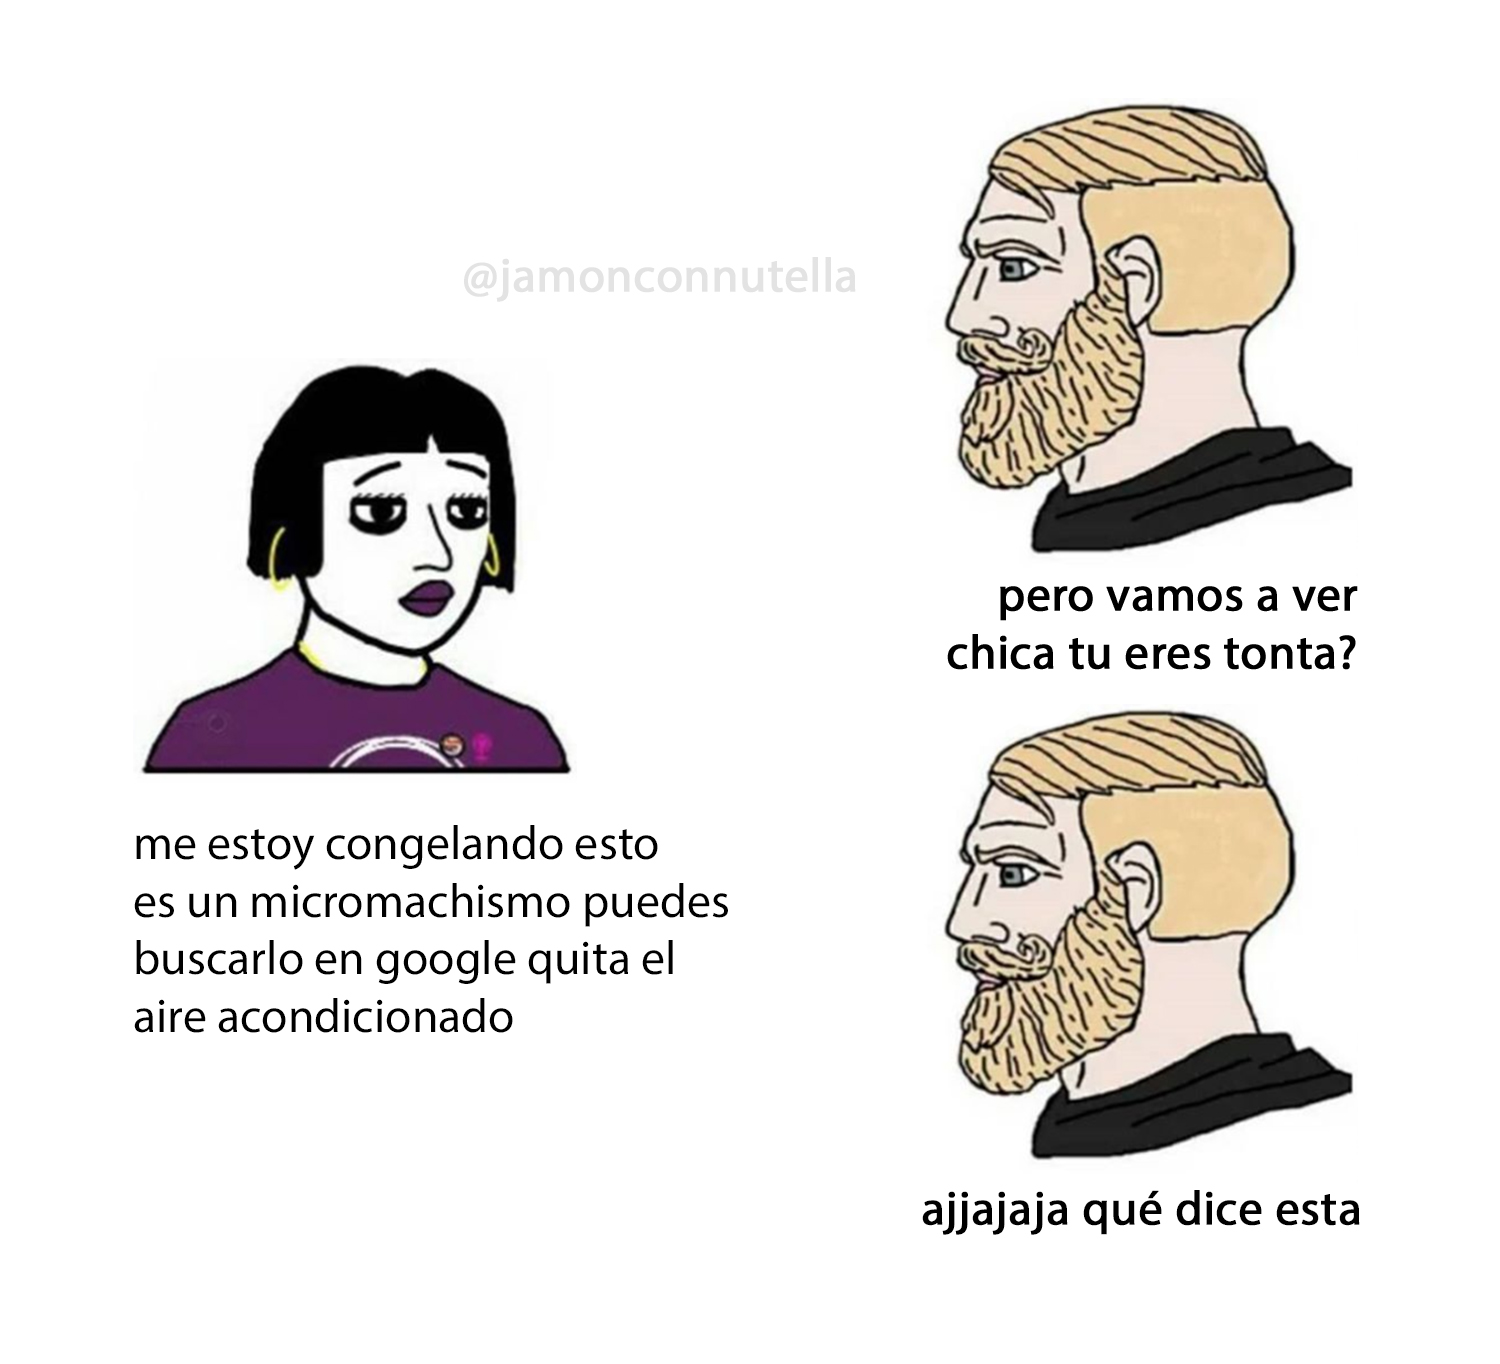 @jamonconnutella
me estoy congelando esto
es un micromachismo puedes
buscarlo en google quita el
aire acondicionado
pero vamos a ver
chica tu eres tonta?
ajjajaja qué dice esta